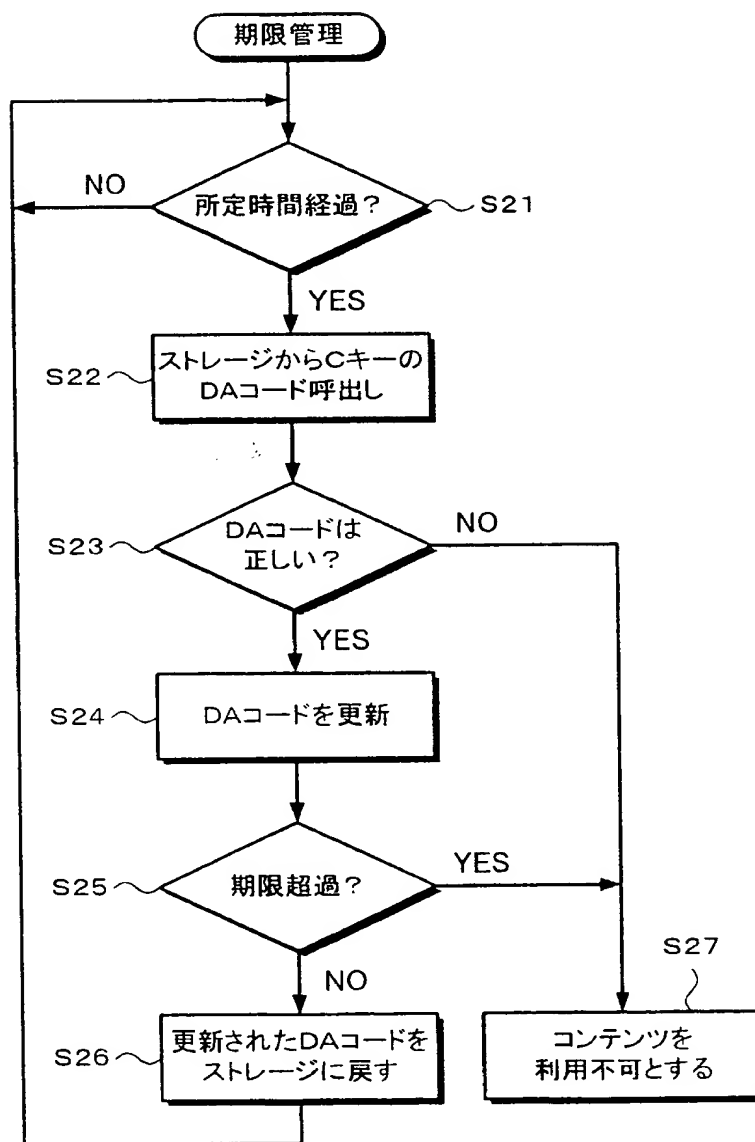 期限管理
NO
所定時間経過?
S21
YES
S22
ストレージからCキーの
DAコード呼出し
S23
DAコードは
正しい?
NO
YES
S24
DAコードを更新
S25
期限超過?
YES
NO
S27
S26
更新されたDAコードを
ストレージに戻す
コンテンツを
利用不可とする